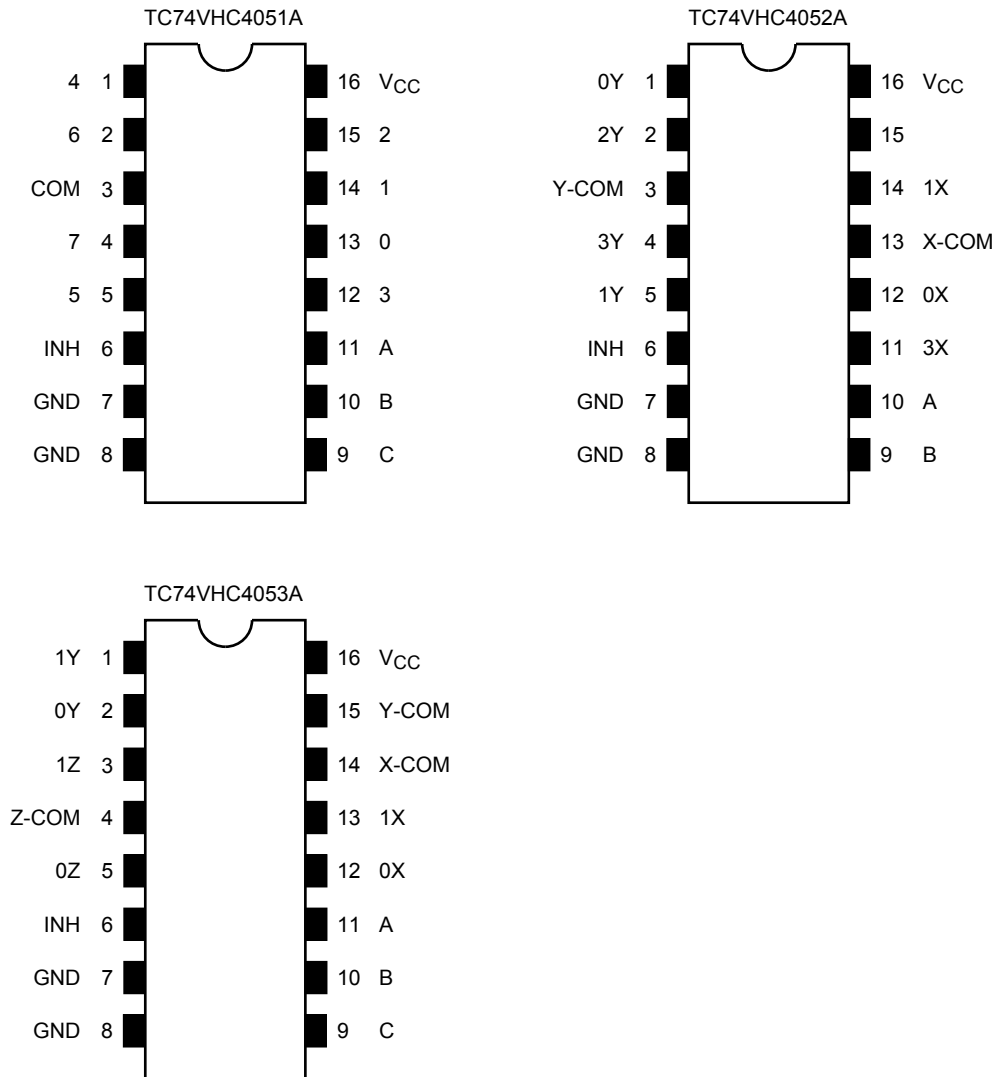 TC74VHC4051A
4 1 16 VCC
6 2 15 2
COM 3 14 1
7 4 13 0
5 5 12 3
INH 6 11 A
GND 7 10 B
GND 8 9 C
TC74VHC4052A
0Y 1 16 VCC
2Y 2 15
Y-COM 3 14 1X
3Y 4 13 X-COM
1Y 5 12 0X
INH 6 11 3X
GND 7 10 A
GND 8 9 B
TC74VHC4053A
1Y 1 16 VCC
0Y 2 15 Y-COM
1Z 3 14 X-COM
Z-COM 4 13 1X
0Z 5 12 0X
INH 6 11 A
GND 7 10 B
GND 8 9 C